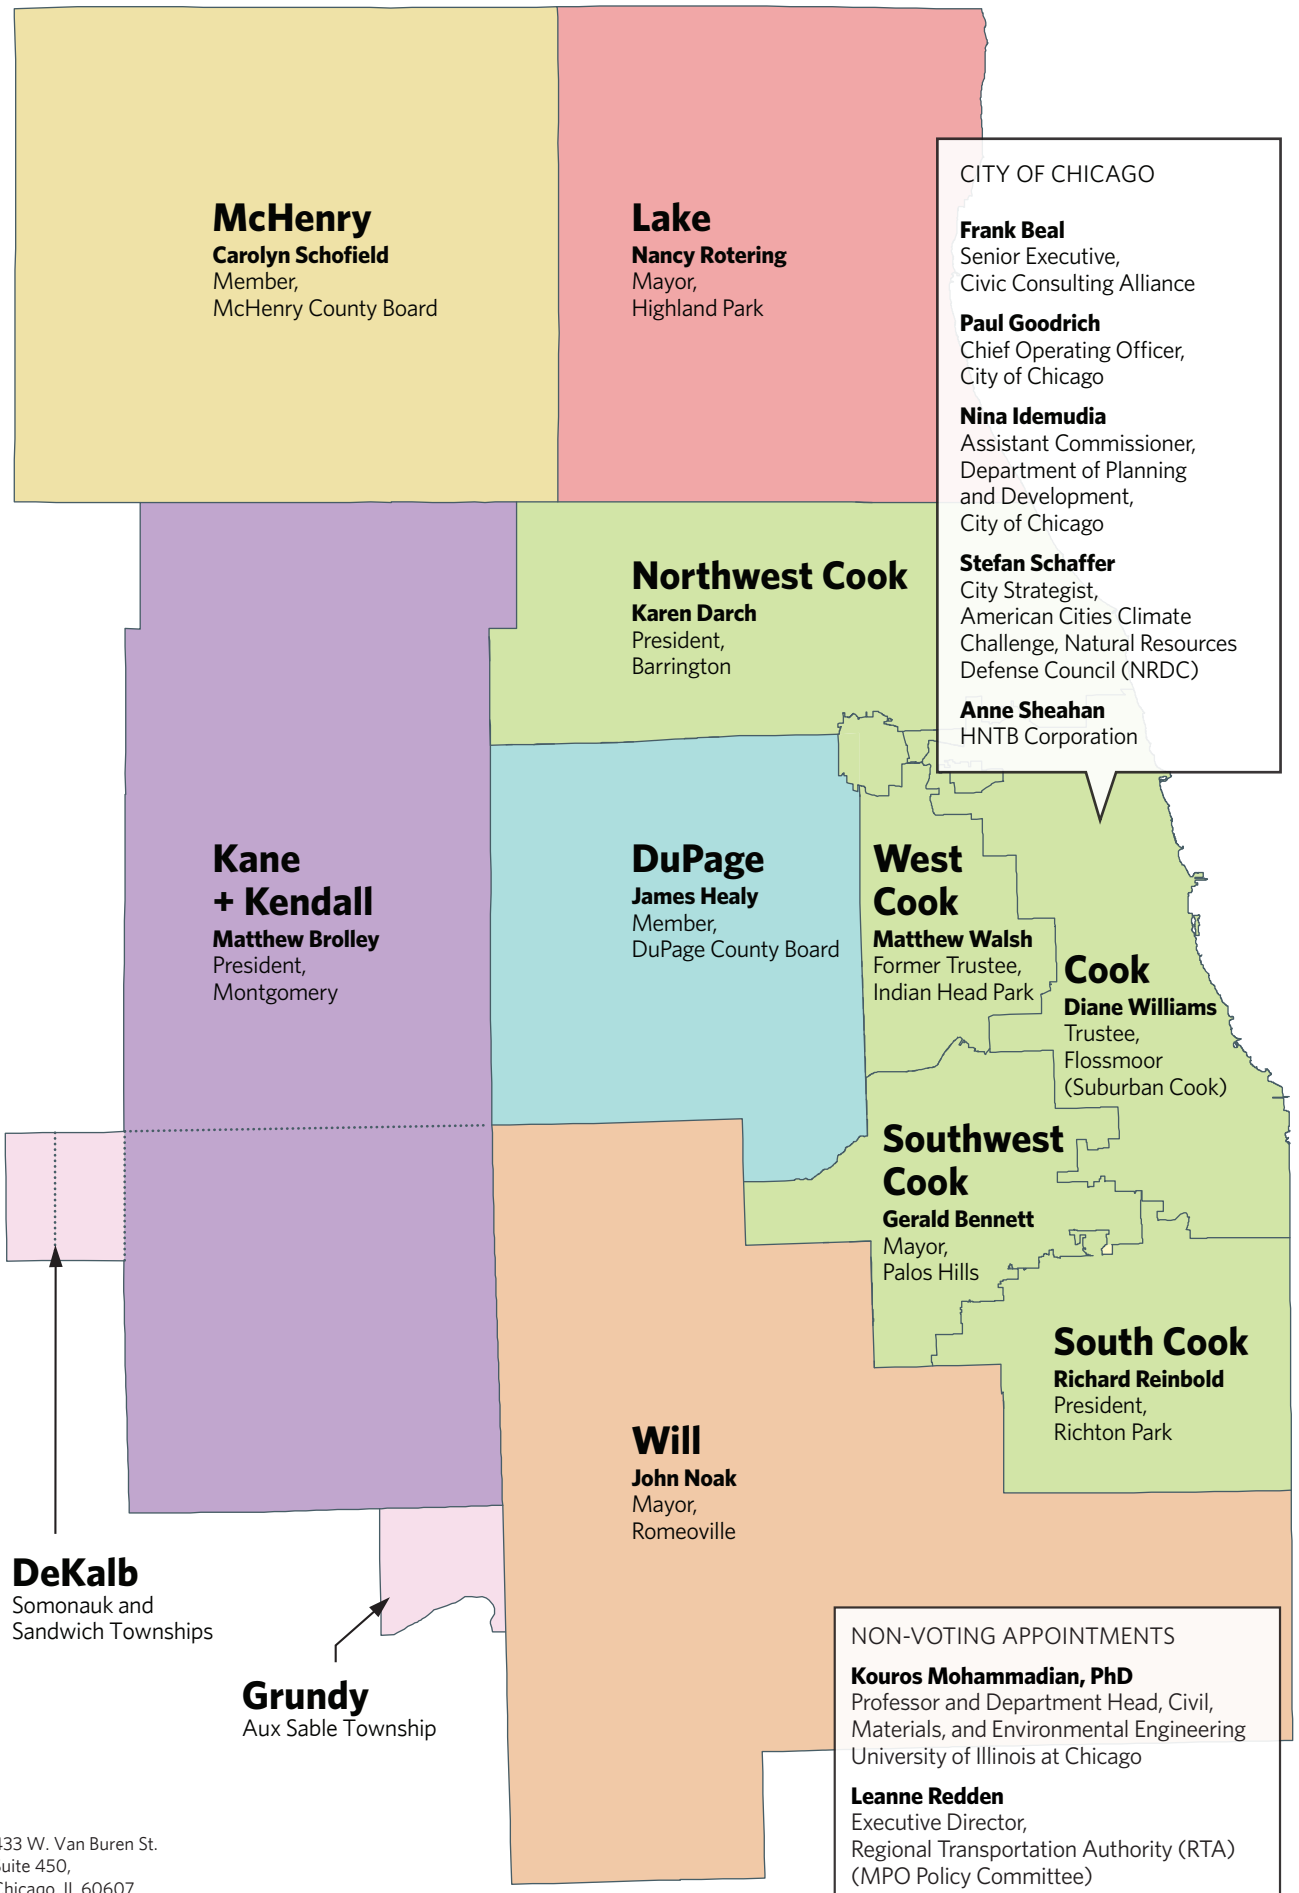 McHenry
Carolyn Schofield
Member,
McHenry County Board
Lake
Nancy Rotering
Mayor,
Highland Park
CITY OF CHICAGO
Frank Beal
Senior Executive,
Civic Consulting Alliance
Paul Goodrich
Chief Operating Officer,
City of Chicago
Nina Idemudia
Assistant Commissioner,
Department of Planning
and Development,
City of Chicago
Stefan Schaffer
City Strategist,
American Cities Climate
Challenge, Natural Resources
Defense Council (NRDC)
Anne Sheahan
HNTB Corporation
Northwest Cook
Karen Darch
President,
Barrington
Kane
+ Kendall
Matthew Brolley
President,
Montgomery
DuPage
James Healy
Member,
DuPage County Board
West
Cook
Matthew Walsh
Former Trustee,
Indian Head Park
Cook
Diane Williams
Trustee,
Flossmoor
(Suburban Cook)
Southwest
Cook
Gerald Bennett
Mayor,
Palos Hills
South Cook
Richard Reinbold
President,
Richton Park
Will
John Noak
Mayor,
Romeoville
DeKalb
Somonauk and
Sandwich Townships
Grundy
Aux Sable Township
NON-VOTING APPOINTMENTS
Kouros Mohammadian, PhD
Professor and Department Head, Civil,
Materials, and Environmental Engineering
University of Illinois at Chicago
Leanne Redden
Executive Director,
Regional Transportation Authority (RTA)
(MPO Policy Committee)
433 W. Van Buren St.
Suite 450,
Chicago, IL 60607